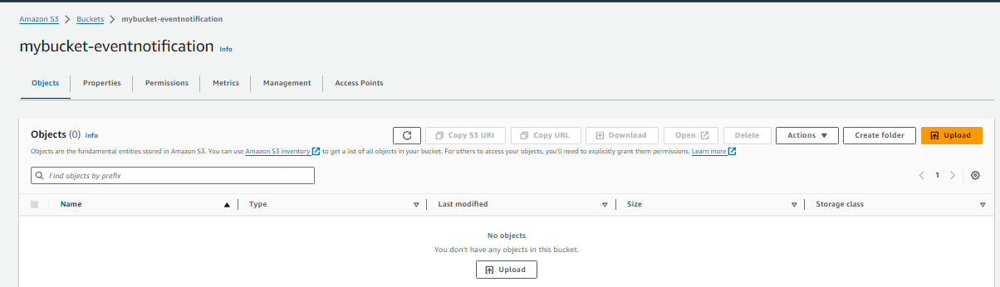 Amazon S3 > Buckets > mybucket-eventnotification
mybucket-eventnotification Info
Objects Properties Permissions Metrics Management Access Points
Objects (0) Info Copy S3 URI Copy URL Download Open Delete Actions Create folder Upload
Objects are the fundamental entities stored in Amazon S3. You can use Amazon S3 inventory to get a list of all objects in your bucket. For others to access your objects, you'll need to explicitly grant them permissions. Learn more
Find objects by prefix 1
Name Type Last modified Size Storage class
No objects
You don't have any objects in this bucket.
Upload